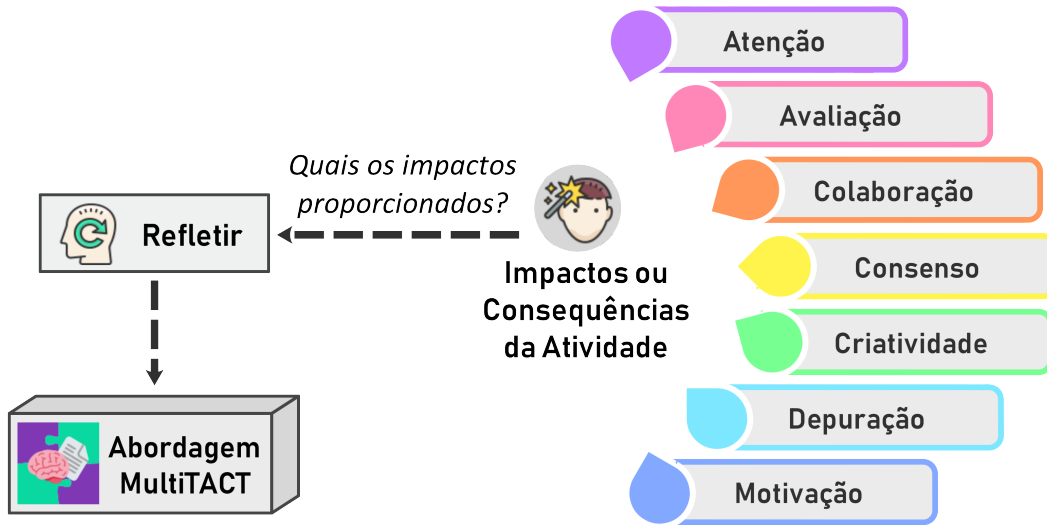 Atenção
Avaliação
Quais os impactos
proporcionados?
Colaboração
Refletir
Consenso
Impactos ou
Consequências
da Atividade
Criatividade
Depuração
Abordagem
MultiTACT
Motivação